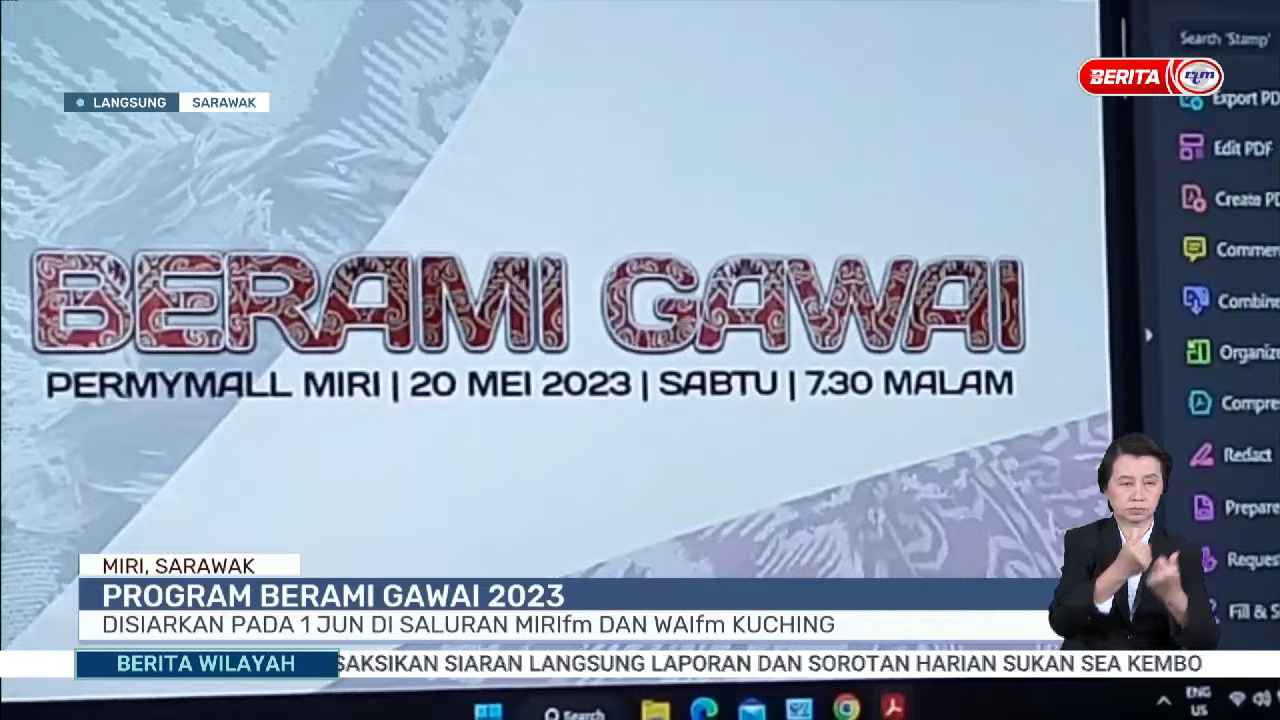 Search 'Stamp'
BERITA rtm
LANGSUNG SARAWAK
Export PD
Edit PDF
Create PD
Commen
Combine
Organize
Compre
Redact
Prepare
Reques
Fill & S
BERAMI GAWAI
PERMYMALL MIRI | 20 MEI 2023 | SABTU | 7.30 MALAM
MIRI, SARAWAK
PROGRAM BERAMI GAWAI 2023
DISIARKAN PADA 1 JUN DI SALURAN MIRIfm DAN WAIfm KUCHING
BERITA WILAYAH SAKSIKAN SIARAN LANGSUNG LAPORAN DAN SOROTAN HARIAN SUKAN SEA KEMBO
Search
ENG
US